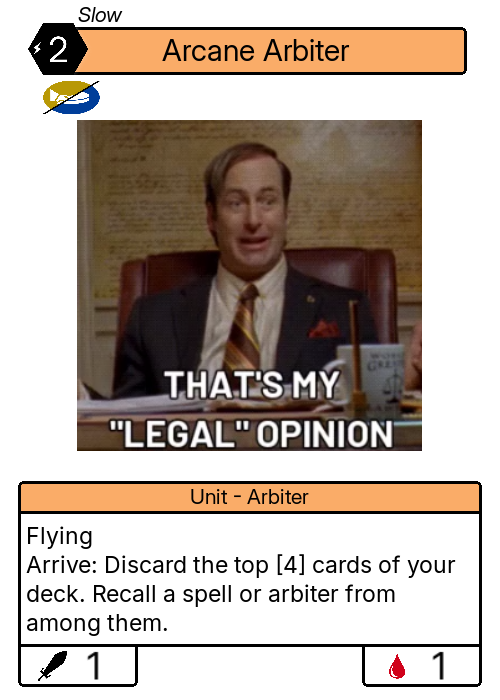 Slow
2
Arcane Arbiter
THAT'S MY
"LEGAL" OPINION
Unit - Arbiter
Flying
Arrive: Discard the top [4] cards of your
deck. Recall a spell or arbiter from
among them.
1
1